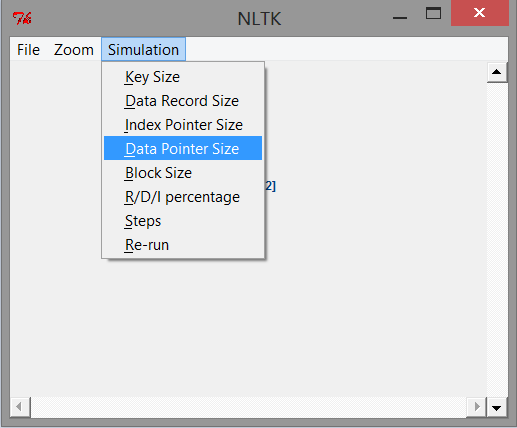 NLTK
File Zoom Simulation
Key Size
Data Record Size
Index Pointer Size
Data Pointer Size
Block Size
2]
R/D/I percentage
Steps
Re-run